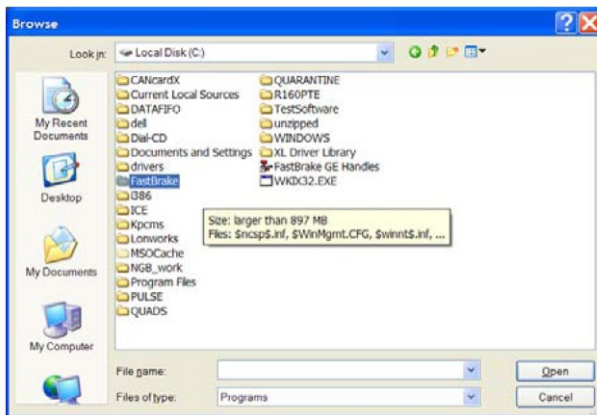 Browse
Look in: Local Disk (C:)
My Recent Documents
Desktop
My Documents
My Computer
CANcardX
Current Local Sources
DATAFIFO
dell
Dial-CD
Documents and Settings
drivers
FastBrake
i386
ICE
Kpcms
Lonworks
MSOCache
NGB_work
Program Files
PULSE
QUADS
QUARANTINE
R160PTE
TestSoftware
unzipped
WINDOWS
XL Driver Library
FastBrake GE Handles
WKIX32.EXE
Size: larger than 897 MB
Files: $ncsp$.inf, $WinMgmt.CFG, $winnt$.inf, ...
File name:
Open
Files of type: Programs
Cancel